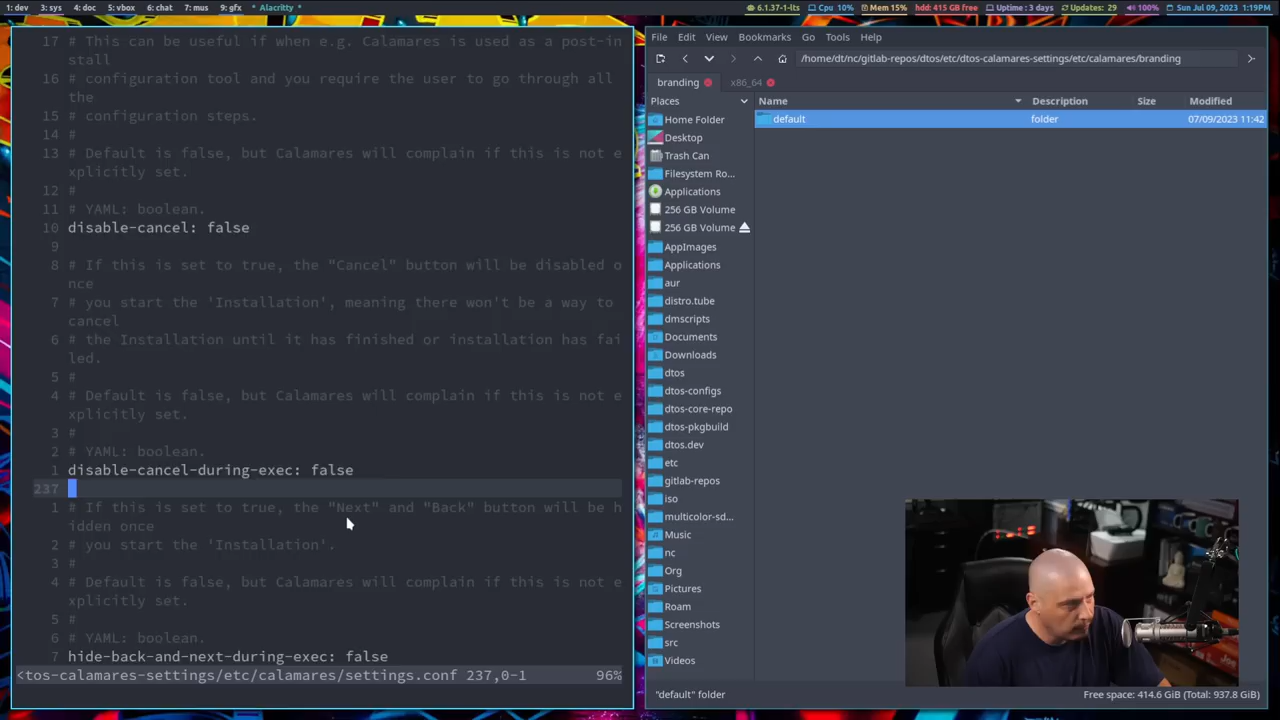 1: dev 3: sys 4: doc 5: vbox 6: chat 7: mus 9: gfx * Alacritty *
6.1.37-1-lts Cpu 10% Mem 15% hdd: 415 GB free Uptime: 3 days Updates: 29 100% Sun Jul 09, 2023 1:19PM
17 # This can be useful if when e.g. Calamares is used as a post-in
stall
16 # configuration tool and you require the user to go through all
the
15 # configuration steps.
14 #
13 # Default is false, but Calamares will complain if this is not e
xplicitly set.
12 #
11 # YAML: boolean.
10 disable-cancel: false
9
8 # If this is set to true, the "Cancel" button will be disabled o
nce
7 # you start the 'Installation', meaning there won't be a way to
cancel
6 # the Installation until it has finished or installation has fai
led.
5 #
4 # Default is false, but Calamares will complain if this is not e
xplicitly set.
3 #
2 # YAML: boolean.
1 disable-cancel-during-exec: false
237
1 # If this is set to true, the "Next" and "Back" button will be h
idden once
2 # you start the 'Installation'.
3 #
4 # Default is false, but Calamares will complain if this is not e
xplicitly set.
5 #
6 # YAML: boolean.
7 hide-back-and-next-during-exec: false
<tos-calamares-settings/etc/calamares/settings.conf 237,0-1 96%
File Edit View Bookmarks Go Tools Help
/home/dt/nc/gitlab-repos/dtos/etc/dtos-calamares-settings/etc/calamares/branding
branding x86_64
Places
Home Folder
Desktop
Trash Can
Filesystem Ro...
Applications
256 GB Volume
256 GB Volume
AppImages
Applications
aur
distro.tube
dmscripts
Documents
Downloads
dtos
dtos-configs
dtos-core-repo
dtos-pkgbuild
dtos.dev
etc
gitlab-repos
iso
multicolor-sd...
Music
nc
Org
Pictures
Roam
Screenshots
src
Videos
Name Description Size Modified
default folder 07/09/2023 11:42
"default" folder Free space: 414.6 GiB (Total: 937.8 GiB)